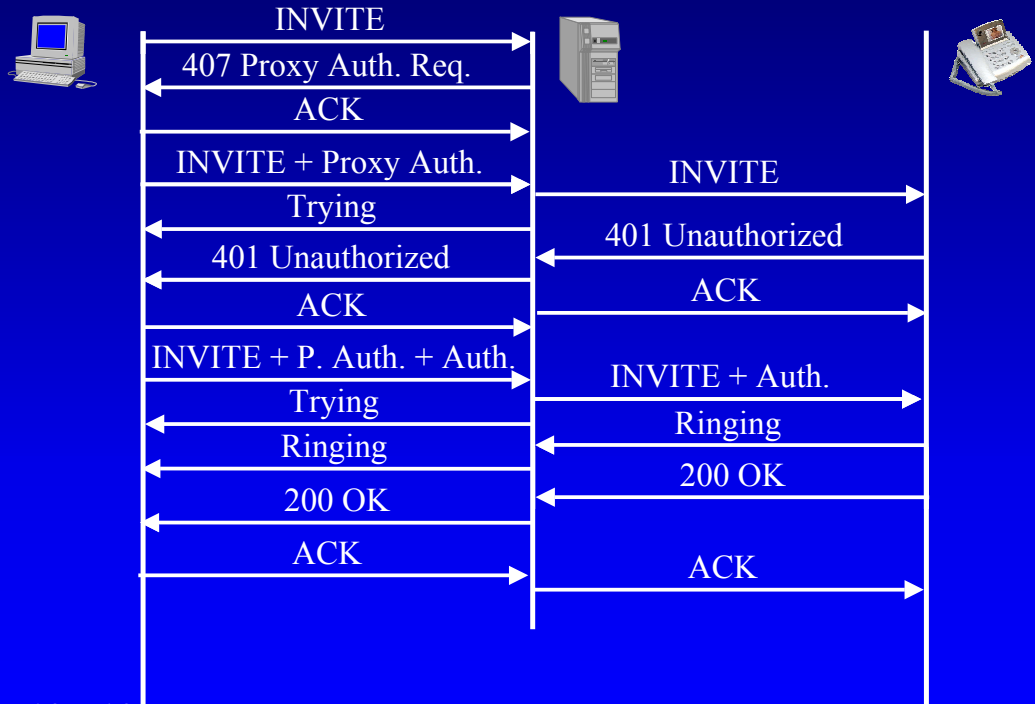 INVITE
407 Proxy Auth. Req.
ACK
INVITE + Proxy Auth.
INVITE
Trying
401 Unauthorized
401 Unauthorized
ACK
ACK
INVITE + P. Auth. + Auth.
INVITE + Auth.
Trying
Ringing
Ringing
200 OK
200 OK
ACK
ACK